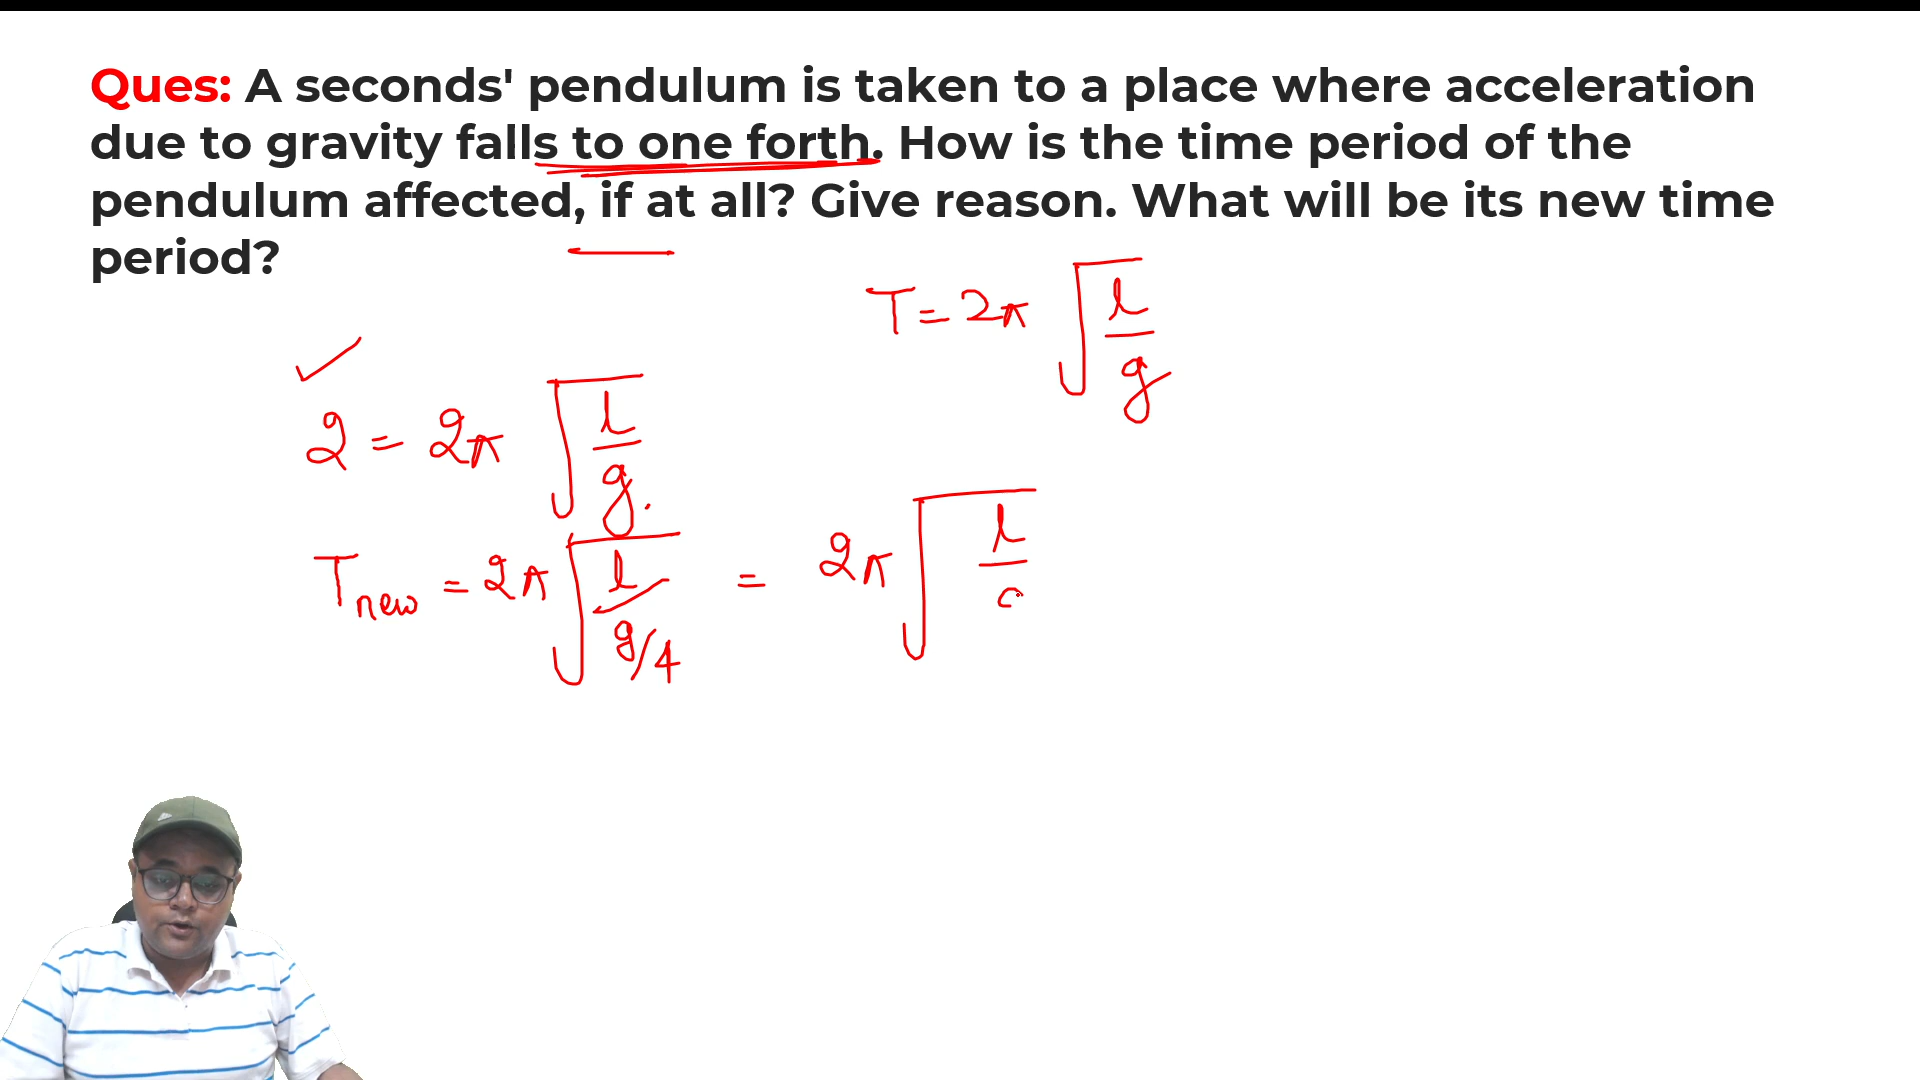 Ques: A seconds' pendulum is taken to a place where acceleration
due to gravity falls to one forth. How is the time period of the
pendulum affected, if at all? Give reason. What will be its new time
period?
T = 2π √(l/g)
2 = 2π √(l/g).
T new = 2π √(l/(g/4)) = 2π √(l/